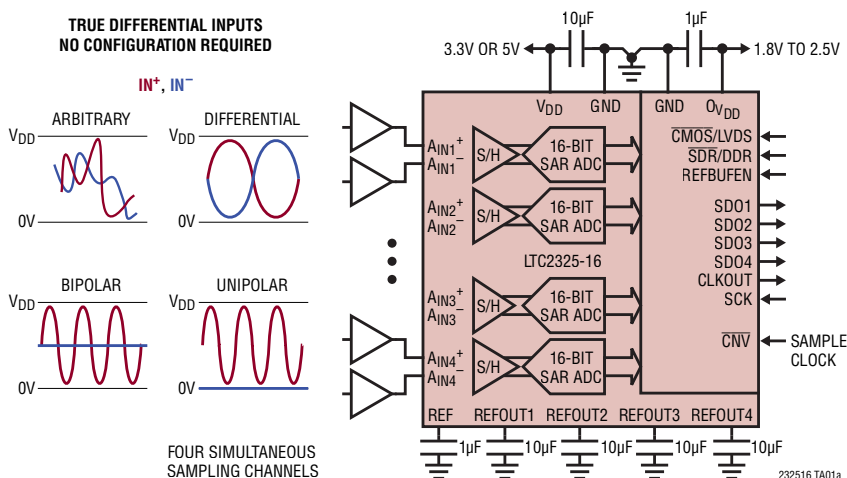 TRUE DIFFERENTIAL INPUTS
NO CONFIGURATION REQUIRED
IN+, IN−
ARBITRARY
VDD
0V
DIFFERENTIAL
VDD
0V
BIPOLAR
VDD
0V
UNIPOLAR
VDD
0V
FOUR SIMULTANEOUS
SAMPLING CHANNELS
10µF
1µF
3.3V OR 5V
1.8V TO 2.5V
VDD
GND
GND
OVDD
AIN1+
AIN1−
S/H
16-BIT
SAR ADC
AIN2+
AIN2−
S/H
16-BIT
SAR ADC
LTC2325-16
AIN3+
AIN3−
S/H
16-BIT
SAR ADC
AIN4+
AIN4−
S/H
16-BIT
SAR ADC
CMOS/LVDS
SDR/DDR
REFBUFEN
SDO1
SDO2
SDO3
SDO4
CLKOUT
SCK
CNV
SAMPLE
CLOCK
REF
REFOUT1
REFOUT2
REFOUT3
REFOUT4
1µF
10µF
10µF
10µF
10µF
232516 TA01a